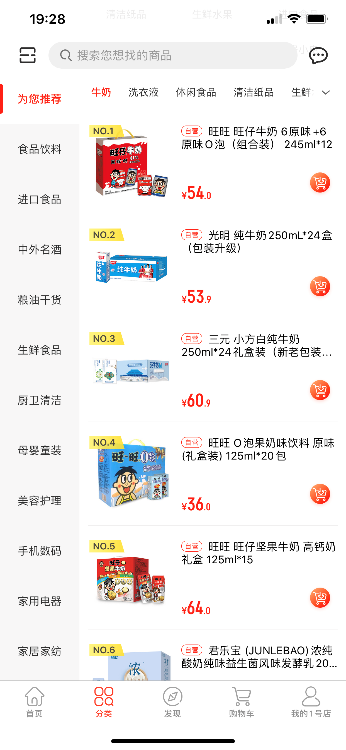 19:28
清洁纸品
生鲜水果
搜索您想找的商品
为您推荐
食品饮料
进口食品
中外名酒
粮油干货
生鲜食品
厨卫清洁
母婴童装
美容护理
手机数码
家用电器
家居家纺
牛奶 洗衣液 休闲食品 清洁纸品 生鲜
NO.1
旺旺牛奶
自营 旺旺 旺仔牛奶 6原味+6
原味O泡（组合装） 245ml*12
¥54.0
NO.2
纯牛奶
自营 光明 纯牛奶250mL*24盒
（包装升级）
¥53.9
NO.3
自营 三元 小方白纯牛奶
250ml*24礼盒装（新老包装...
¥60.9
NO.4
旺-旺O泡
自营 旺旺 O泡果奶味饮料 原味
(礼盒装) 125ml*20包
¥36.0
NO.5
自营 旺旺 旺仔坚果牛奶 高钙奶
礼盒 125ml*15
¥64.0
NO.6
浓
自营 君乐宝 (JUNLEBAO) 浓纯
酸奶纯味益生菌风味发酵乳20...
首页
分类
发现
购物车
我的1号店